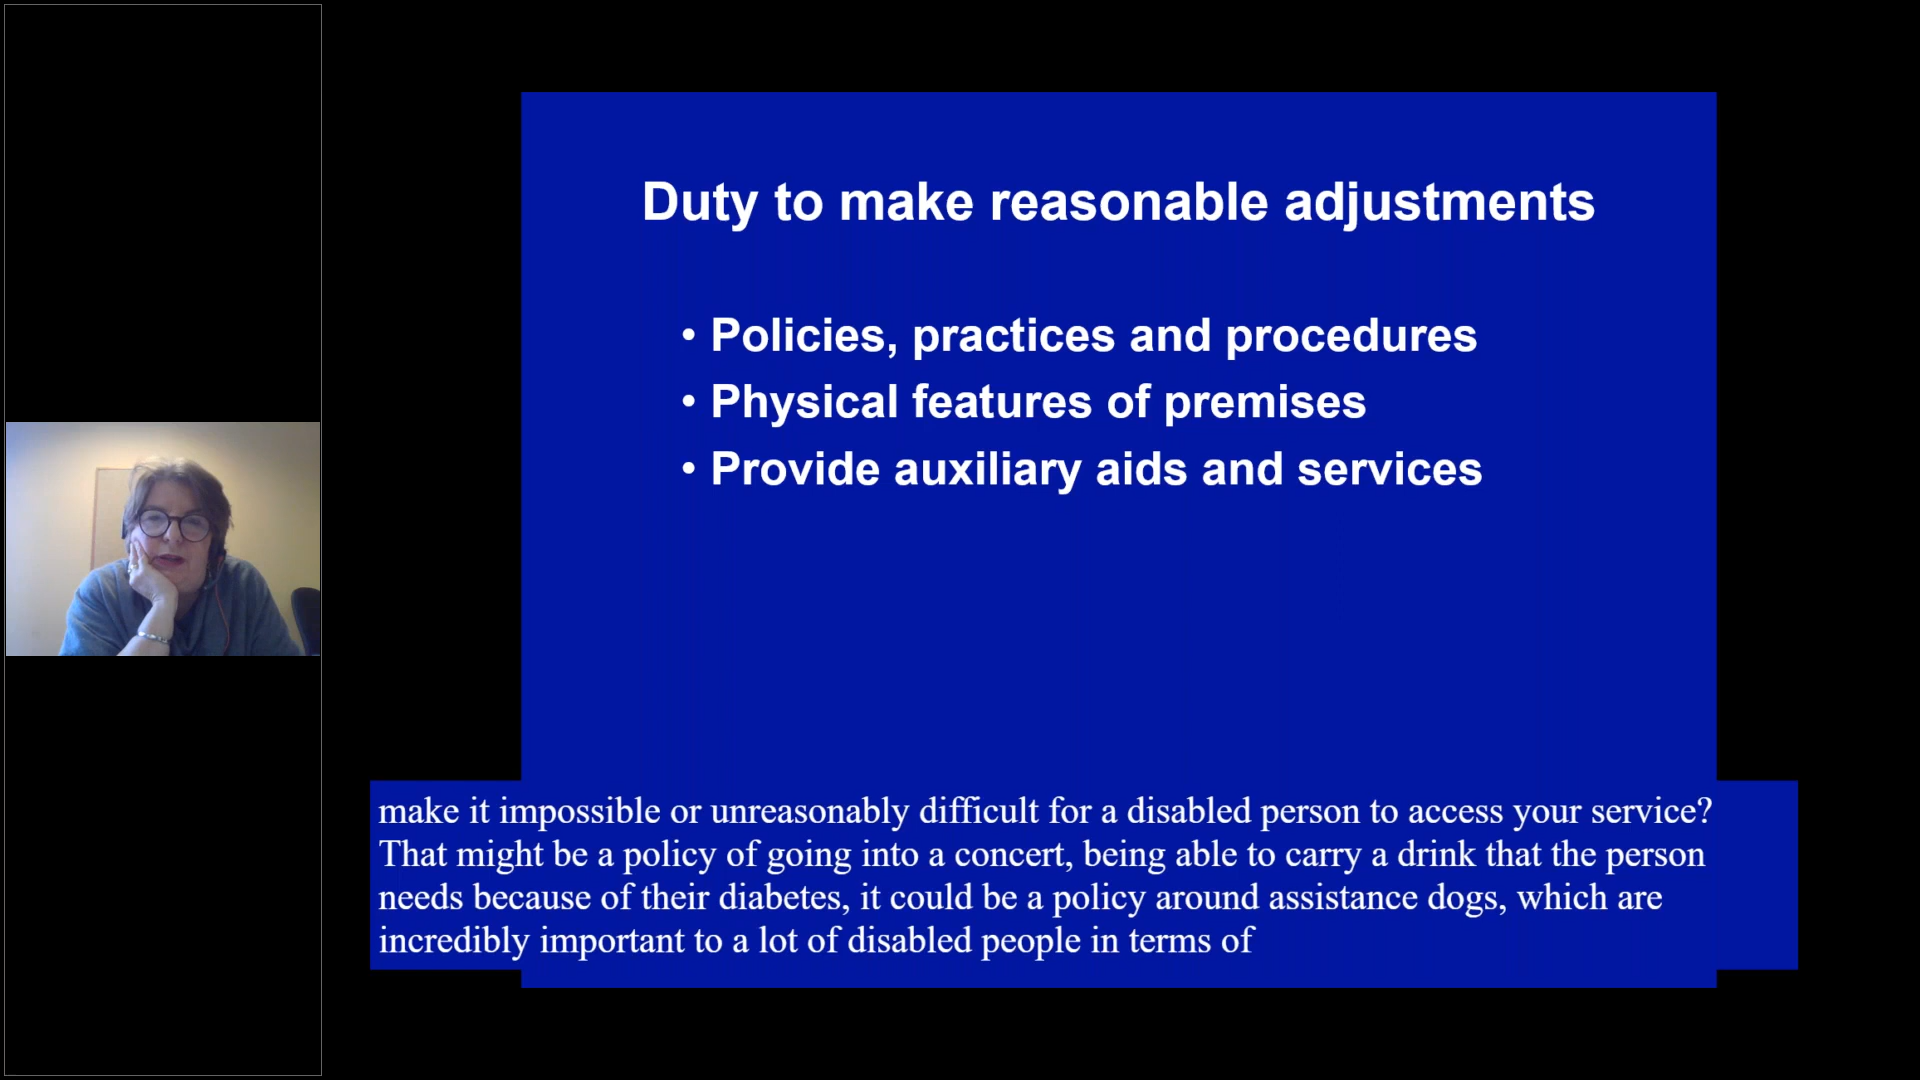 Duty to make reasonable adjustments
• Policies, practices and procedures
• Physical features of premises
• Provide auxiliary aids and services
make it impossible or unreasonably difficult for a disabled person to access your service?
That might be a policy of going into a concert, being able to carry a drink that the person
needs because of their diabetes, it could be a policy around assistance dogs, which are
incredibly important to a lot of disabled people in terms of